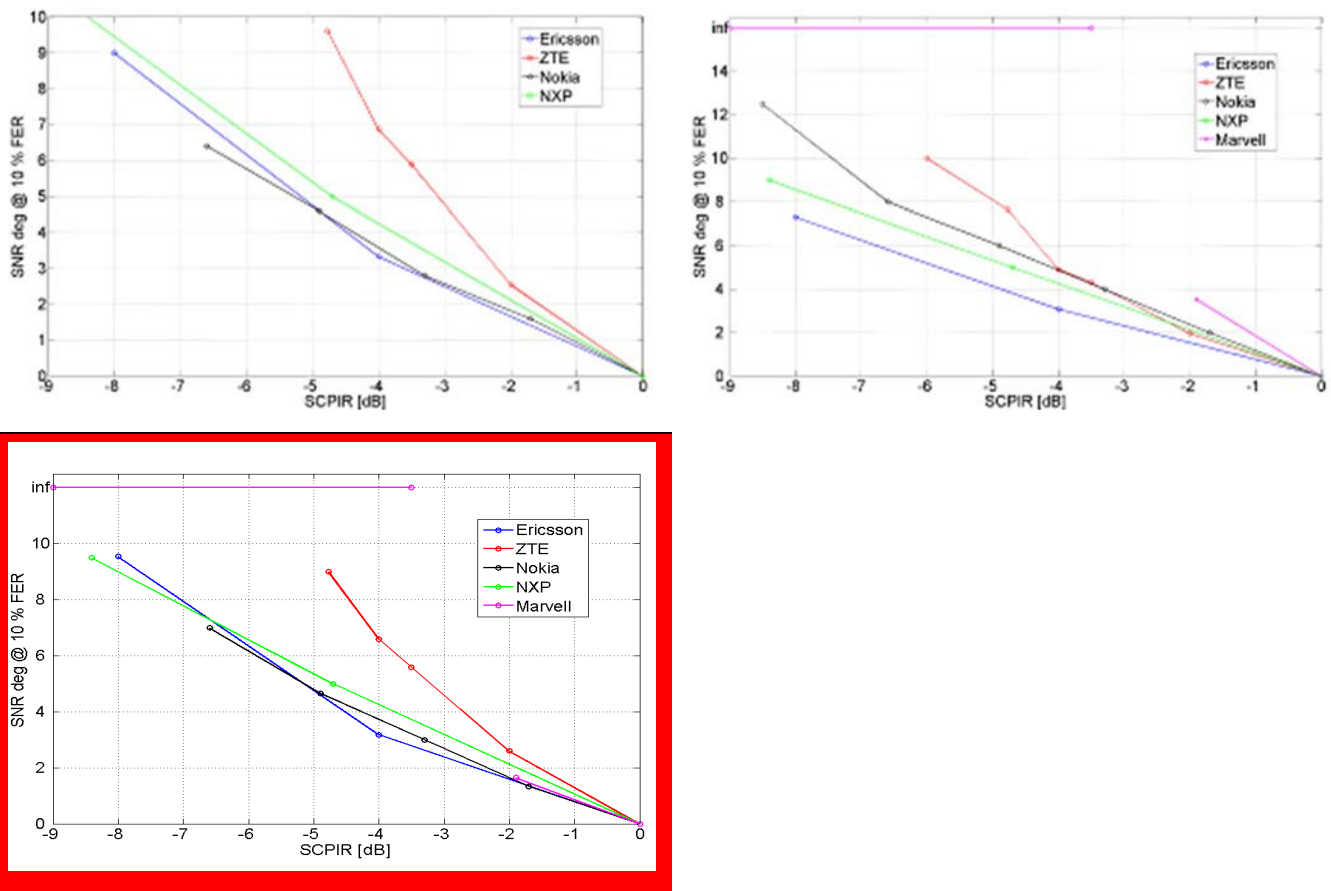 10
9
8
7
6
5
4
3
2
1
0
SNR deg @ 10 % FER
-9 -8 -7 -6 -5 -4 -3 -2 -1 0
SCPIR [dB]
Ericsson
ZTE
Nokia
NXP
inf
14
12
10
8
6
4
2
0
SNR deg @ 10 % FER
-9 -8 -7 -6 -5 -4 -3 -2 -1 0
SCPIR [dB]
Ericsson
ZTE
Nokia
NXP
Marvell
inf
10
8
6
4
2
0
SNR deg @ 10 % FER
-9 -8 -7 -6 -5 -4 -3 -2 -1 0
SCPIR [dB]
Ericsson
ZTE
Nokia
NXP
Marvell